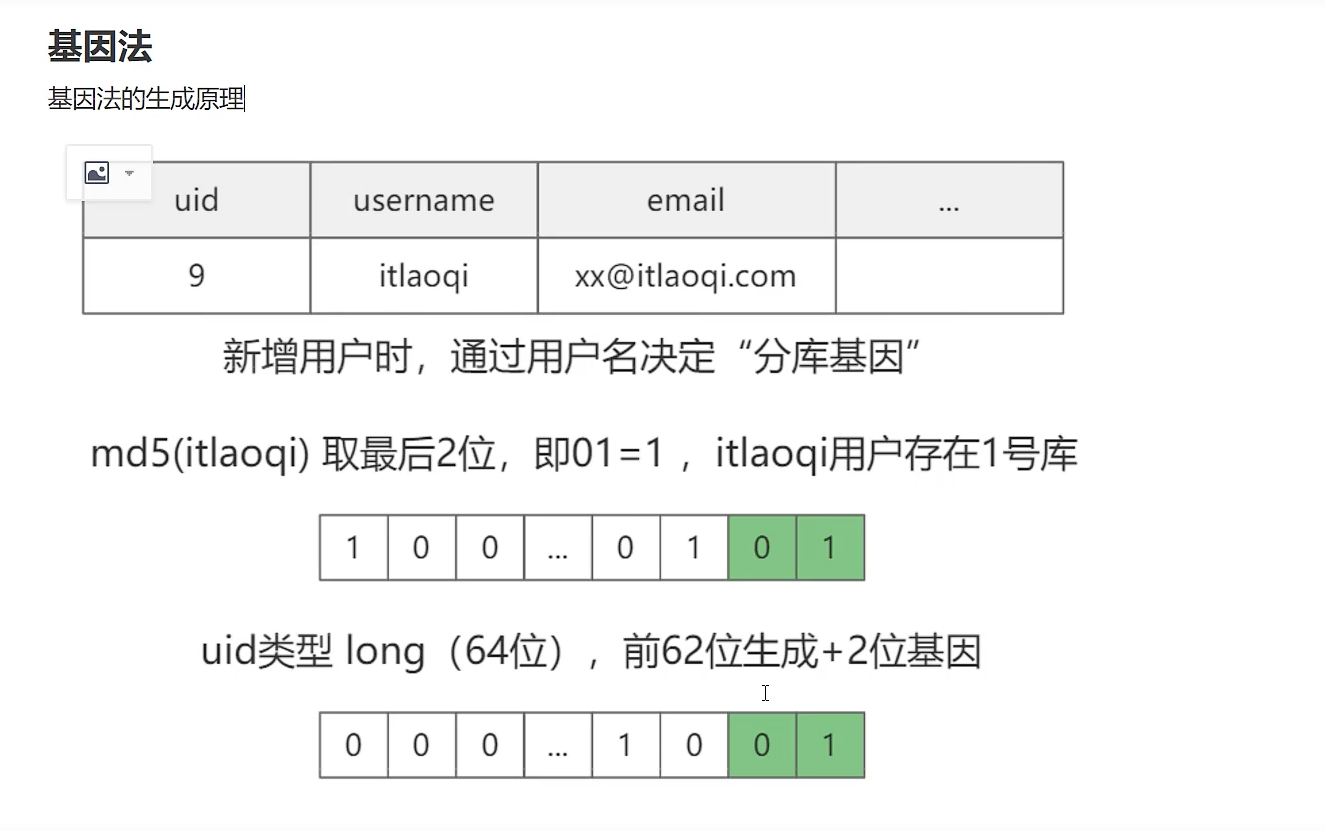 基因法
基因法的生成原理
uid username email ...
9 itlaoqi xx@itlaoqi.com
新增用户时，通过用户名决定“分库基因”
md5(itlaoqi) 取最后2位，即01=1 ，itlaoqi用户存在1号库
1 0 0 ... 0 1 0 1
uid类型 long（64位），前62位生成+2位基因
0 0 0 ... 1 0 0 1